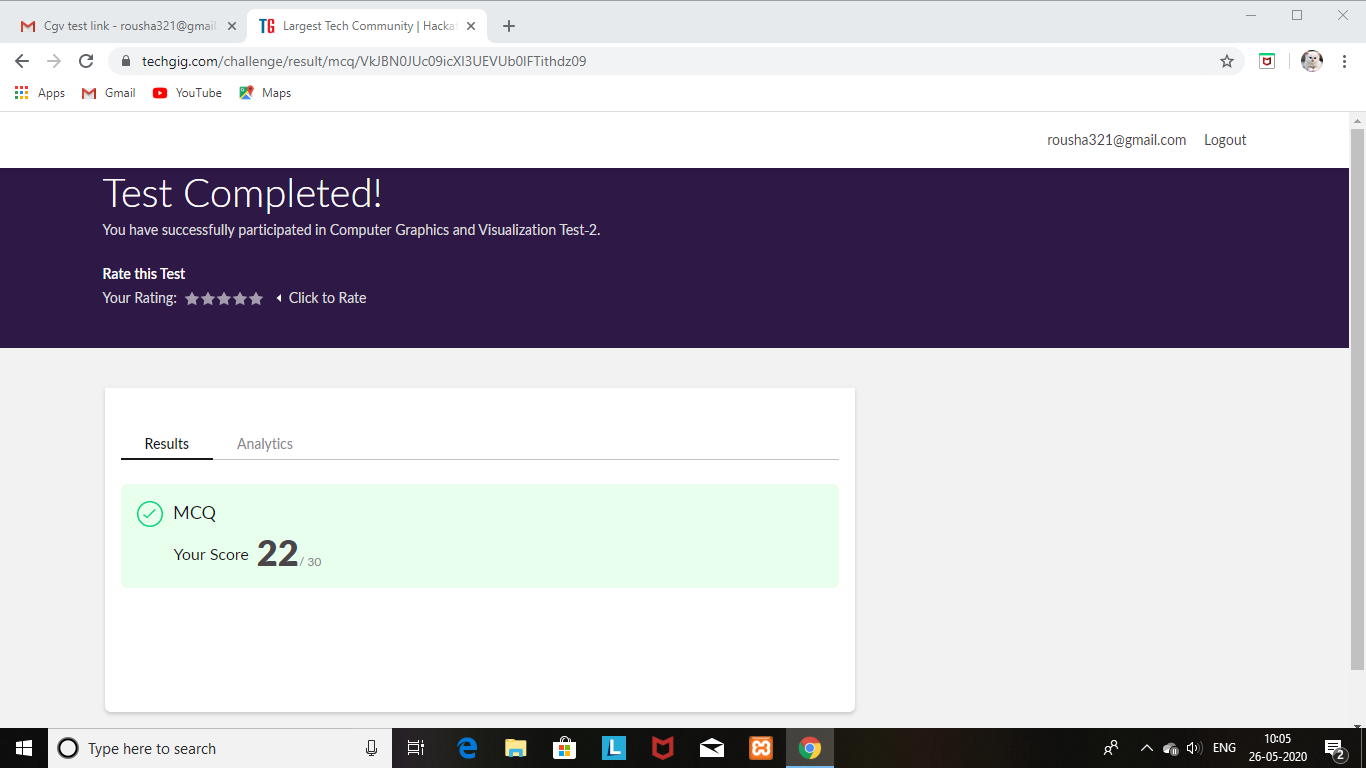 Cgv test link - rousha321@gmail
Largest Tech Community | Hacka
techgig.com/challenge/result/mcq/VkJBN0JUc09icXl3UEVUb0lFTithdz09
Apps Gmail YouTube Maps
rousha321@gmail.com Logout
Test Completed!
You have successfully participated in Computer Graphics and Visualization Test-2.
Rate this Test
Your Rating: Click to Rate
Results Analytics
MCQ
Your Score 22/ 30
Type here to search
ENG
10:05
26-05-2020
2